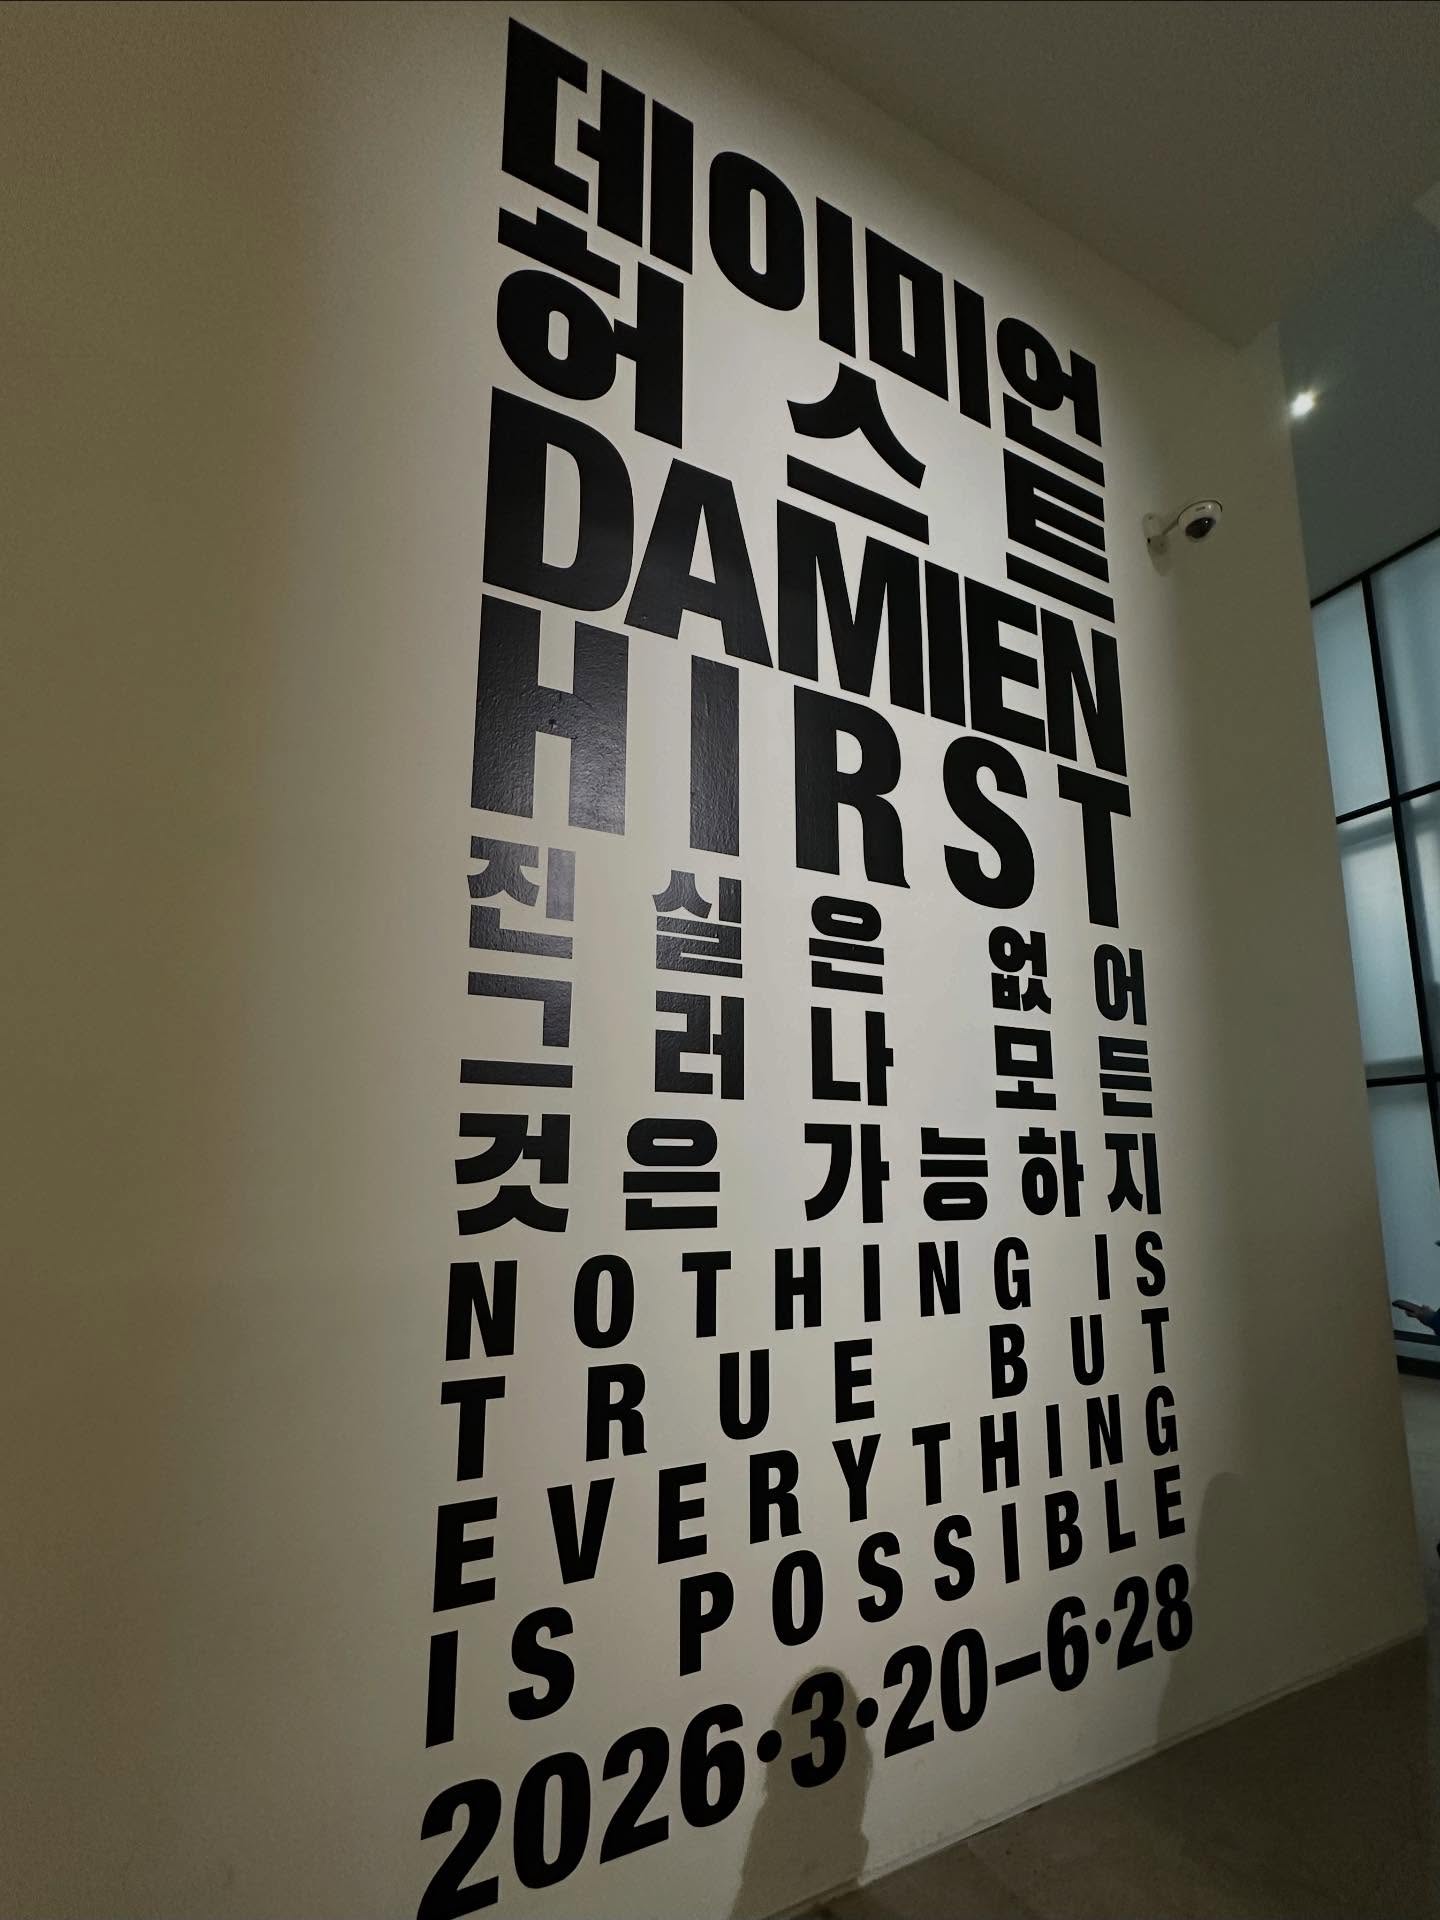 데이미언
허스트
DAMIEN
HIRST
진실은 없어
그러나 모든
것은 가능하지
NOTHING IS
TRUE BUT
EVERYTHING
IS POSSIBLE
2026·3·20–6·28